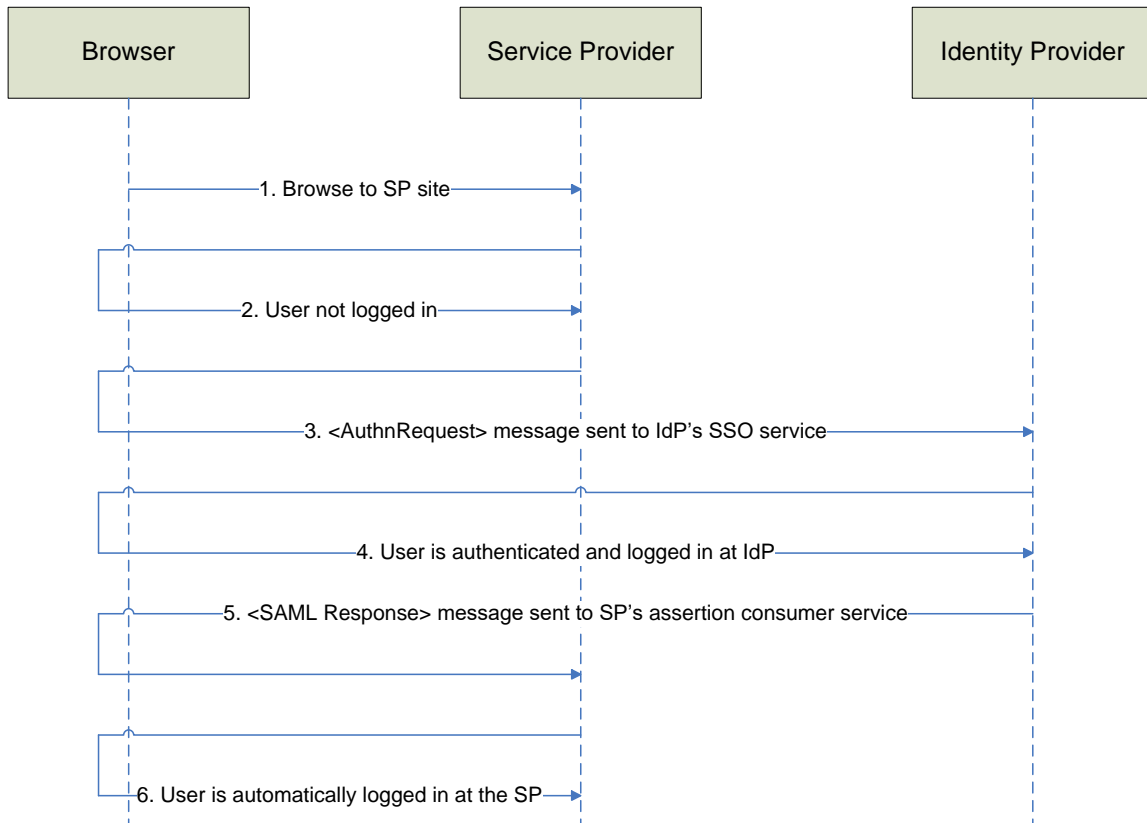 Browser
Service Provider
Identity Provider
1. Browse to SP site
2. User not logged in
3. <AuthnRequest> message sent to IdP’s SSO service
4. User is authenticated and logged in at IdP
5. <SAML Response> message sent to SP’s assertion consumer service
6. User is automatically logged in at the SP